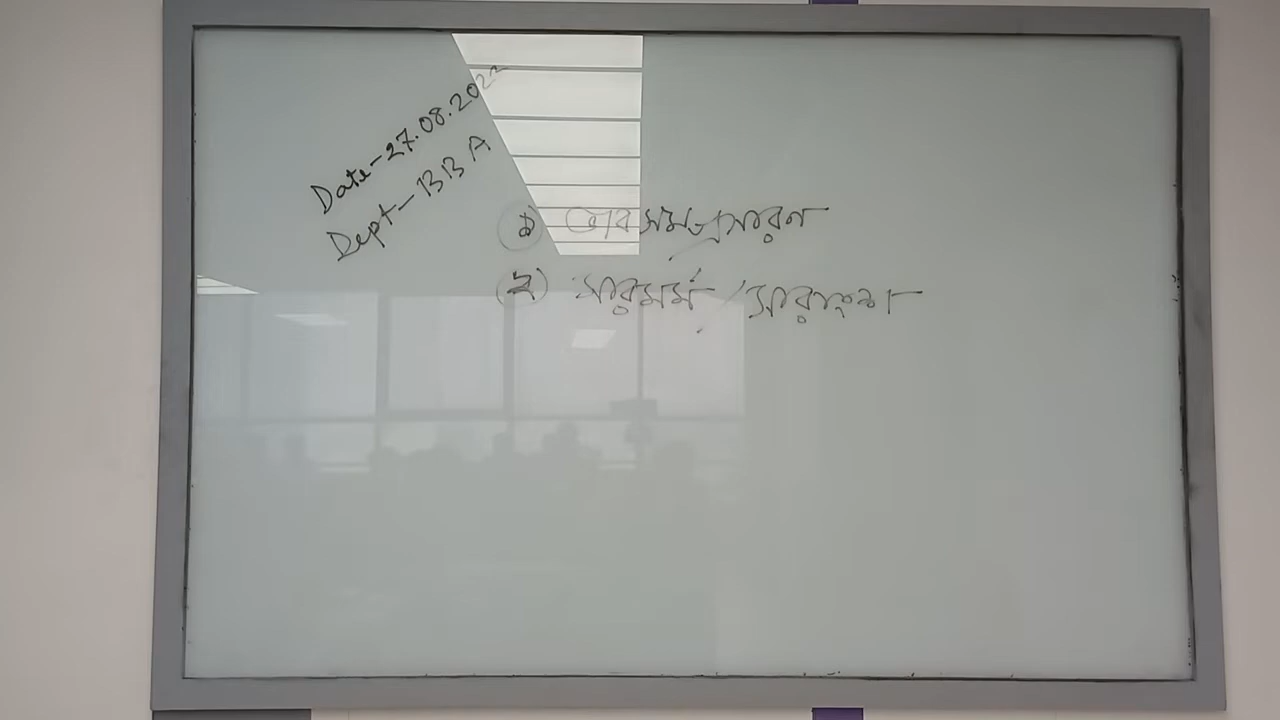 Date-27.08.2022
Dept-BBA
(১) ভাব সম্প্রসারণ
(২) সারমর্ম / সারাংশ